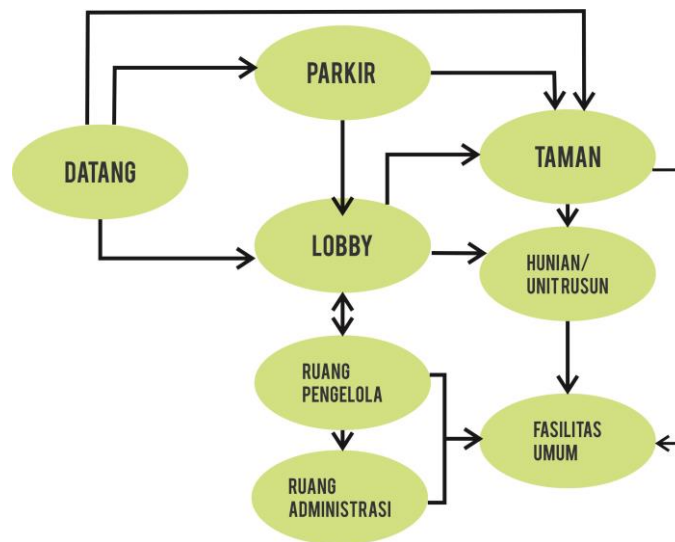 PARKIR
DATANG
TAMAN
LOBBY
HUNIAN/
UNIT RUSUN
RUANG
PENGELOLA
FASILITAS
UMUM
RUANG
ADMINISTRASI